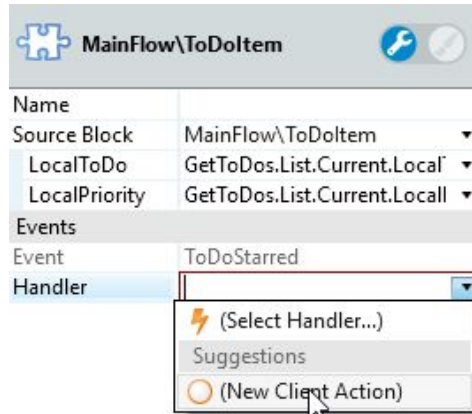 MainFlow\ToDoItem
Name
Source Block MainFlow\ToDoItem
LocalToDo GetToDos.List.Current.Local
LocalPriority GetToDos.List.Current.Locall
Events
Event ToDoStarred
Handler
(Select Handler...)
Suggestions
(New Client Action)